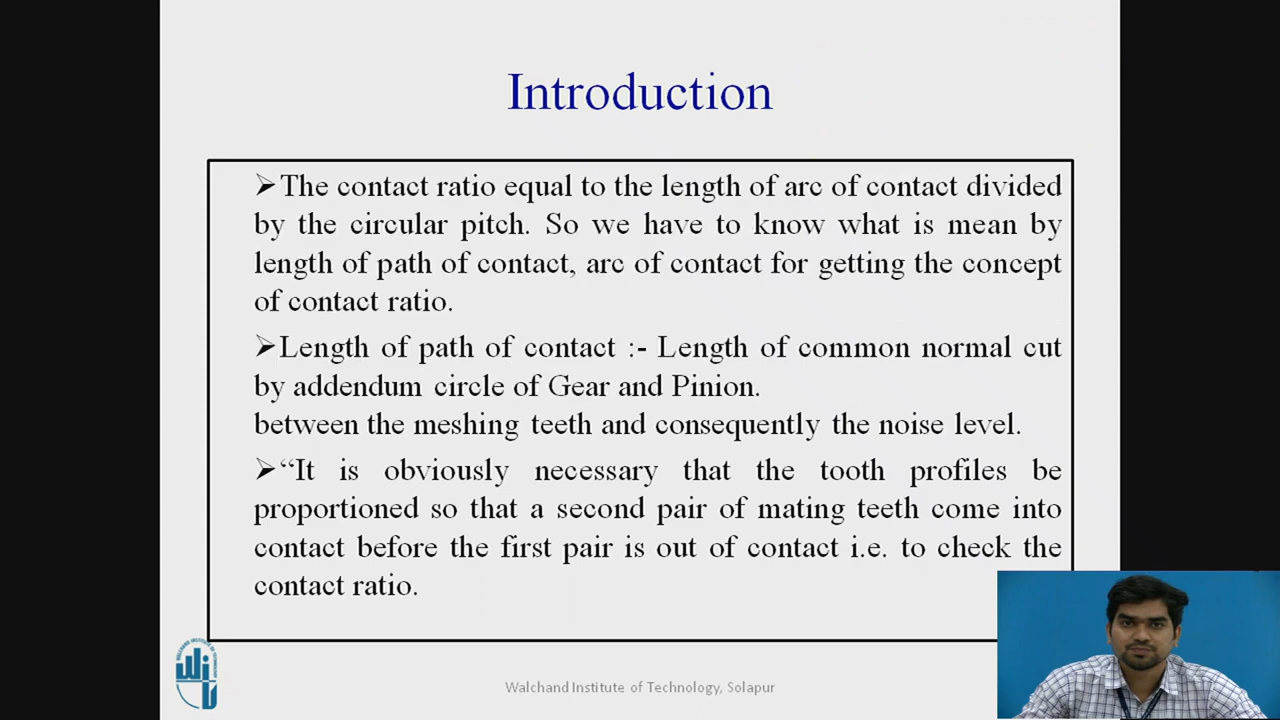 Introduction
➢The contact ratio equal to the length of arc of contact divided
by the circular pitch. So we have to know what is mean by
length of path of contact, arc of contact for getting the concept
of contact ratio.
➢Length of path of contact :- Length of common normal cut
by addendum circle of Gear and Pinion.
between the meshing teeth and consequently the noise level.
➢“It is obviously necessary that the tooth profiles be
proportioned so that a second pair of mating teeth come into
contact before the first pair is out of contact i.e. to check the
contact ratio.
WALCHAND INSTITUTE OF TECHNOLOGY
WIT
Walchand Institute of Technology, Solapur